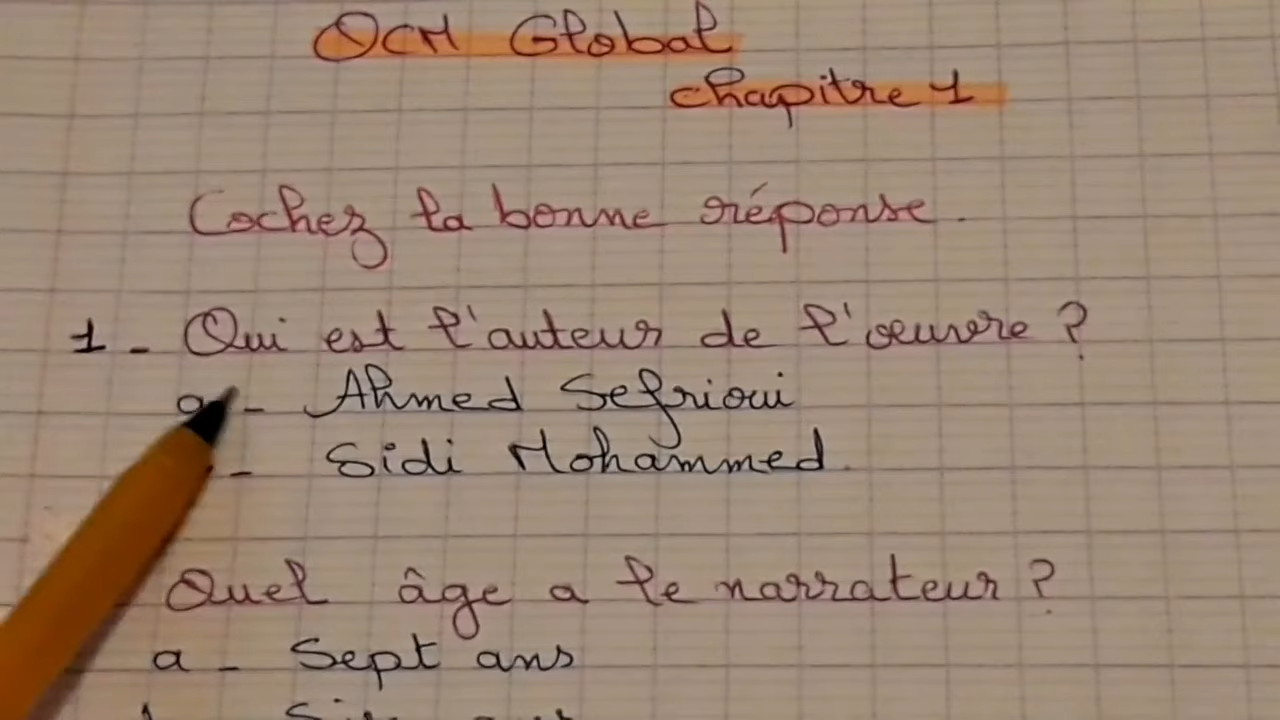 QCM Global
chapitre 1
Cochez la bonne réponse.
1- Qui est l'auteur de l'œuvre ?
a- Ahmed Sefrioui
- Sidi Mohammed.
Quel âge a le narrateur ?
a- Sept ans